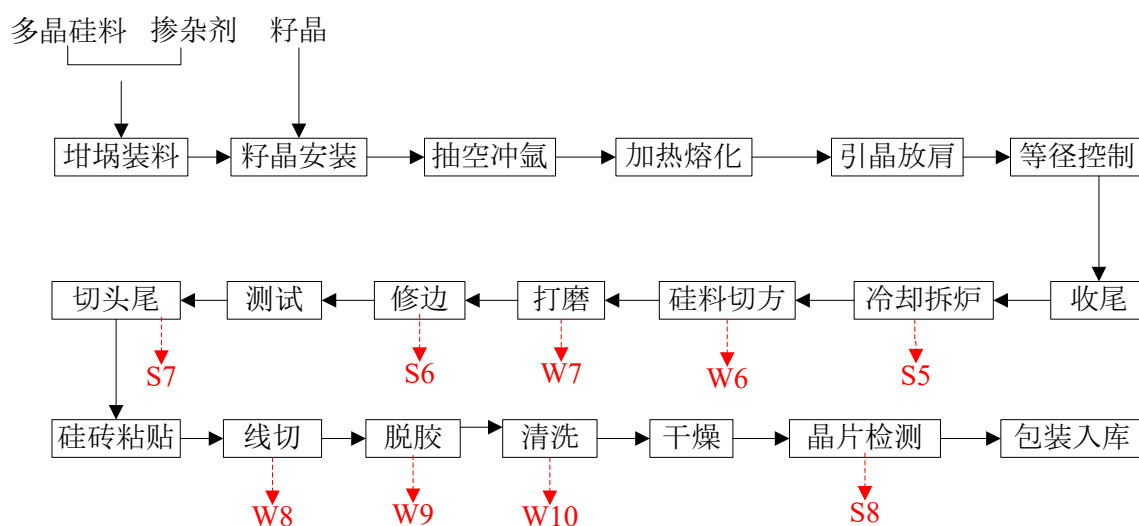 多晶硅料 掺杂剂 籽晶
坩埚装料 籽晶安装 抽空冲氩 加热熔化 引晶放肩 等径控制
切头尾 测试 修边 打磨 硅料切方 冷却拆炉 收尾
S7 S6 W7 W6 S5
硅砖粘贴 线切 脱胶 清洗 干燥 晶片检测 包装入库
W8 W9 W10 S8